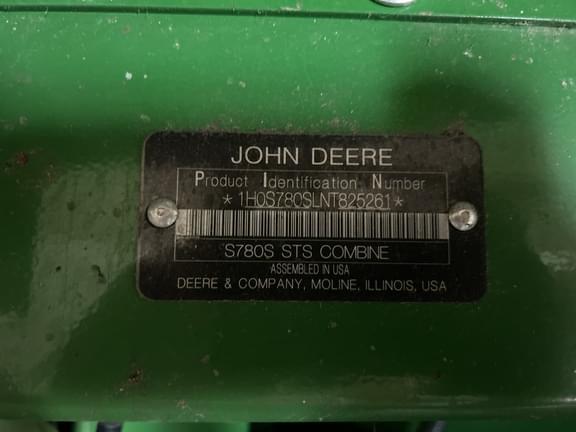 JOHN DEERE
Product Identification Number
*1H0S780SLNT825261*
S780S STS COMBINE
ASSEMBLED IN USA
DEERE & COMPANY, MOLINE, ILLINOIS, USA